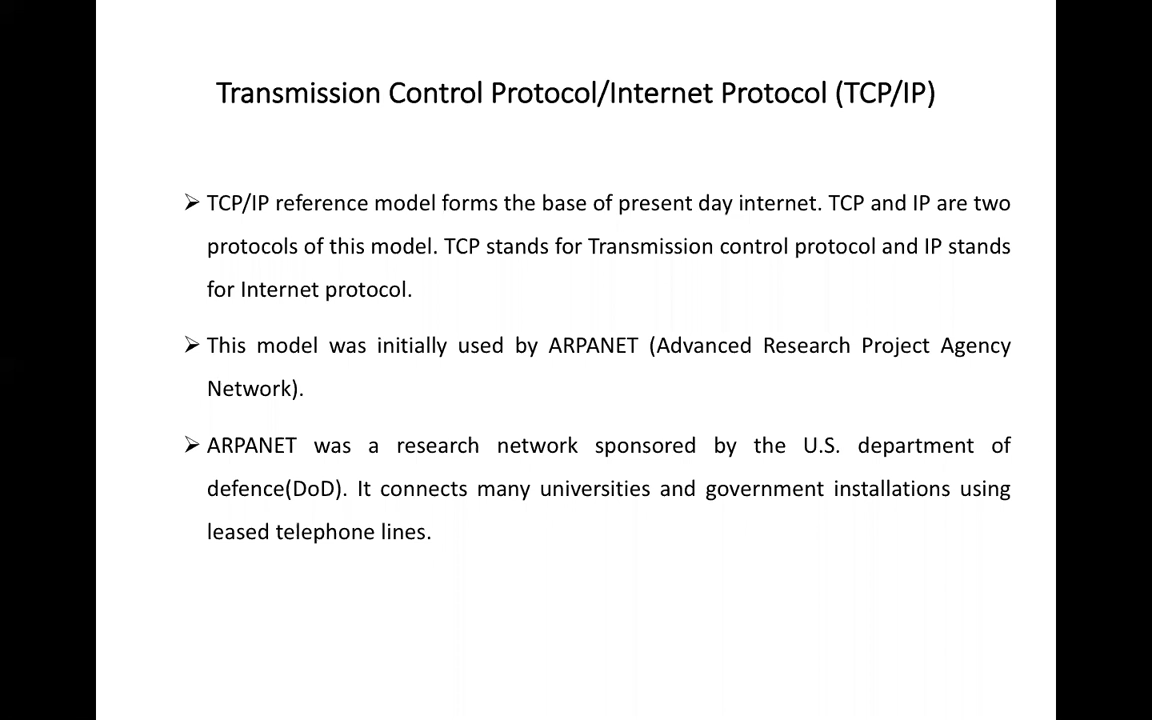 Transmission Control Protocol/Internet Protocol (TCP/IP)
➢ TCP/IP reference model forms the base of present day internet. TCP and IP are two
protocols of this model. TCP stands for Transmission control protocol and IP stands
for Internet protocol.
➢ This model was initially used by ARPANET (Advanced Research Project Agency
Network).
➢ ARPANET was a research network sponsored by the U.S. department of
defence(DoD). It connects many universities and government installations using
leased telephone lines.